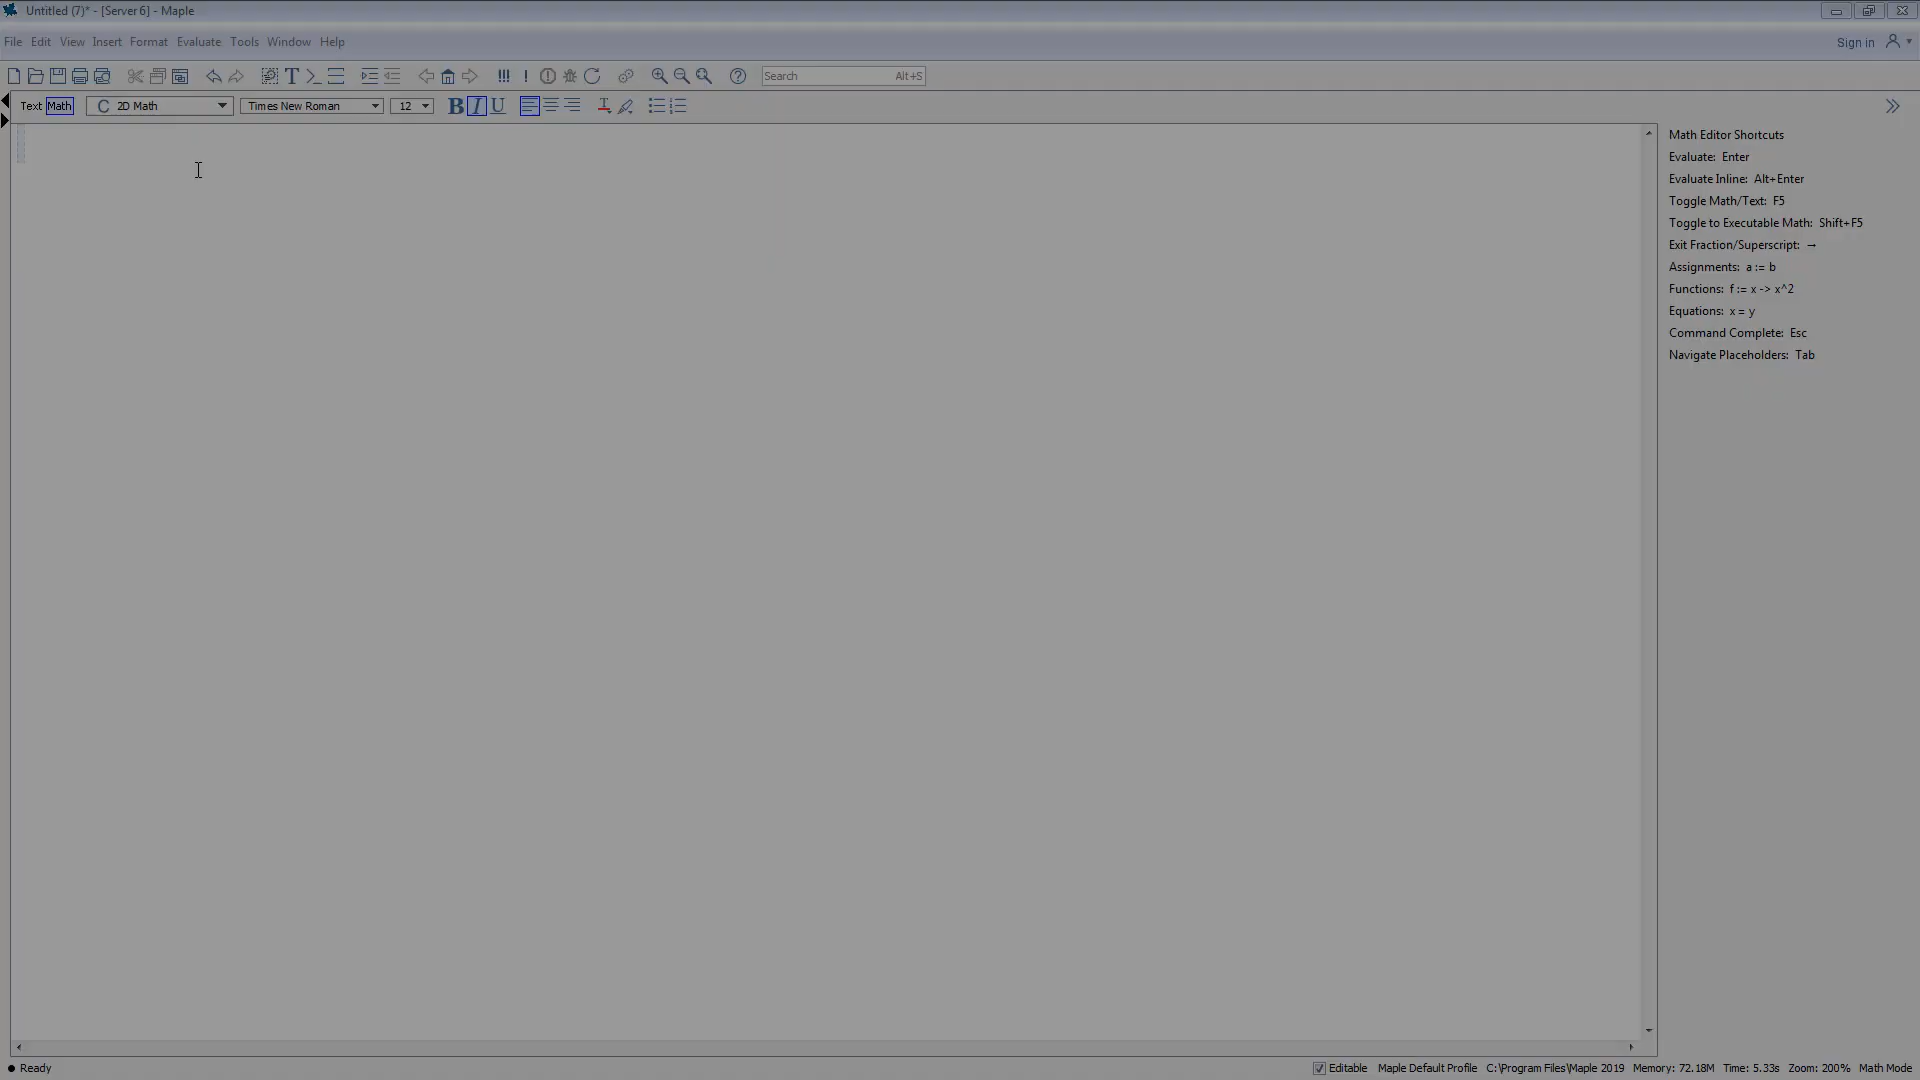 Untitled (7)* - [Server 6] - Maple
File Edit View Insert Format Evaluate Tools Window Help
Sign in
Search Alt+S
Text Math C 2D Math Times New Roman 12 B I U
Math Editor Shortcuts
Evaluate: Enter
Evaluate Inline: Alt+Enter
Toggle Math/Text: F5
Toggle to Executable Math: Shift+F5
Exit Fraction/Superscript: →
Assignments: a := b
Functions: f := x -> x^2
Equations: x = y
Command Complete: Esc
Navigate Placeholders: Tab
Ready
Editable Maple Default Profile C:\Program Files\Maple 2019 Memory: 72.18M Time: 5.33s Zoom: 200% Math Mode